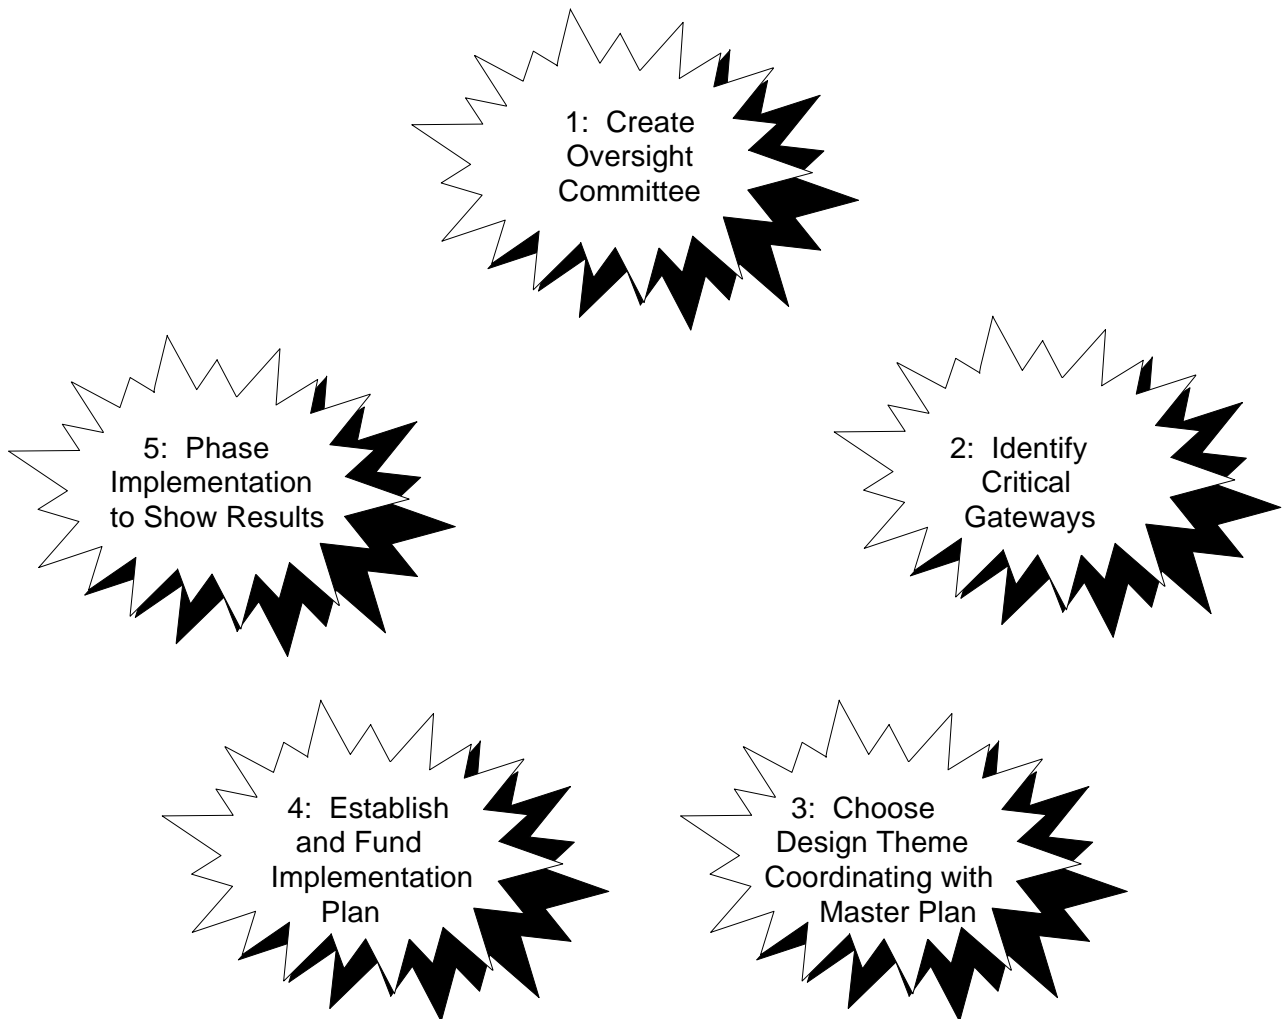 1: Create
Oversight
Committee
2: Identify
Critical
Gateways
3: Choose
Design Theme
Coordinating with
Master Plan
4: Establish
and Fund
Implementation
Plan
5: Phase
Implementation
to Show Results